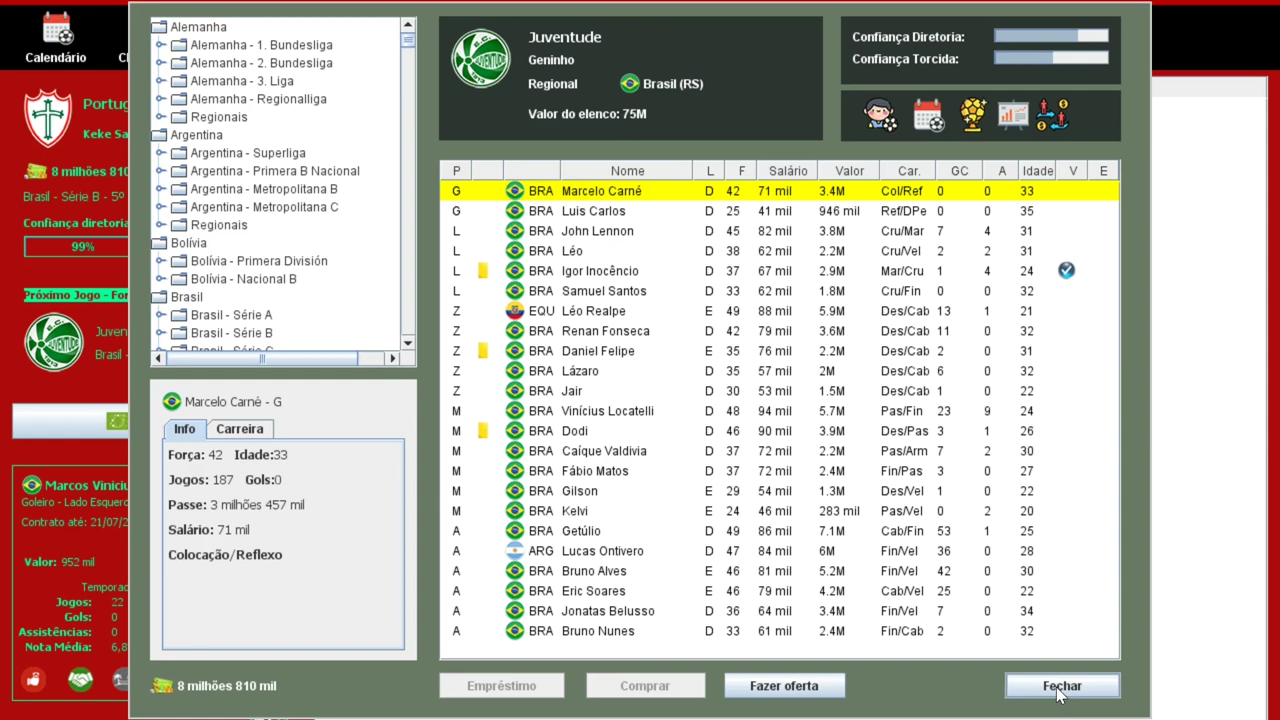 Calendário
Portug
Keke Sa
8 milhões 810
Brasil - Série B - 5º
Confiança diretoria
99%
Próximo Jogo - For
Brasil -
Marcos Viniciu
Goleiro - Lado Esquero
Contrato até: 21/07/2
Valor: 952 mil
Temporad
Jogos: 22
Gols: 0
Assistências: 0
Nota Média: 6,8
Alemanha
Alemanha - 1. Bundesliga
Alemanha - 2. Bundesliga
Alemanha - 3. Liga
Alemanha - Regionalliga
Regionais
Argentina
Argentina - Superliga
Argentina - Primera B Nacional
Argentina - Metropolitana B
Argentina - Metropolitana C
Regionais
Bolívia
Bolívia - Primera División
Bolívia - Nacional B
Brasil
Brasil - Série A
Brasil - Série B
Brasil - Série C
Marcelo Carné - G
Info Carreira
Força: 42 Idade:33
Jogos: 187 Gols:0
Passe: 3 milhões 457 mil
Salário: 71 mil
Colocação/Reflexo
8 milhões 810 mil
Juventude
Geninho
Regional Brasil (RS)
Valor do elenco: 75M
Confiança Diretoria:
Confiança Torcida:
P Nome L F Salário Valor Car. GC A Idade V E
G BRA Marcelo Carné D 42 71 mil 3.4M Col/Ref 0 0 33
G BRA Luis Carlos D 25 41 mil 946 mil Ref/DPe 0 0 35
L BRA John Lennon D 45 82 mil 3.8M Cru/Mar 7 4 31
L BRA Léo D 38 62 mil 2.2M Cru/Vel 2 2 31
L BRA Igor Inocêncio D 37 67 mil 2.9M Mar/Cru 1 4 24
L BRA Samuel Santos D 33 62 mil 1.8M Cru/Fin 0 0 32
Z EQU Léo Realpe E 49 88 mil 5.9M Des/Cab 13 1 21
Z BRA Renan Fonseca D 42 79 mil 3.6M Des/Cab 11 0 32
Z BRA Daniel Felipe E 35 76 mil 2.2M Des/Cab 2 0 31
Z BRA Lázaro D 35 57 mil 2M Des/Cab 6 0 32
Z BRA Jair D 30 53 mil 1.5M Des/Cab 1 0 22
M BRA Vinícius Locatelli D 48 94 mil 5.7M Pas/Fin 23 9 24
M BRA Dodi D 46 90 mil 3.9M Des/Pas 3 1 26
M BRA Caíque Valdivia D 37 72 mil 2.2M Pas/Arm 7 2 30
M BRA Fábio Matos D 37 72 mil 2.4M Fin/Pas 3 0 27
M BRA Gilson E 29 54 mil 1.3M Des/Vel 1 0 22
M BRA Kelvi E 24 46 mil 283 mil Pas/Vel 0 2 20
A BRA Getúlio D 49 86 mil 7.1M Cab/Fin 53 1 25
A ARG Lucas Ontivero D 47 84 mil 6M Fin/Vel 36 0 28
A BRA Bruno Alves E 46 81 mil 5.2M Fin/Vel 42 0 30
A BRA Eric Soares E 46 79 mil 4.2M Cab/Vel 25 0 22
A BRA Jonatas Belusso D 36 64 mil 3.4M Fin/Vel 7 0 34
A BRA Bruno Nunes D 33 61 mil 2.4M Fin/Cab 2 0 32
Empréstimo Comprar Fazer oferta Fechar